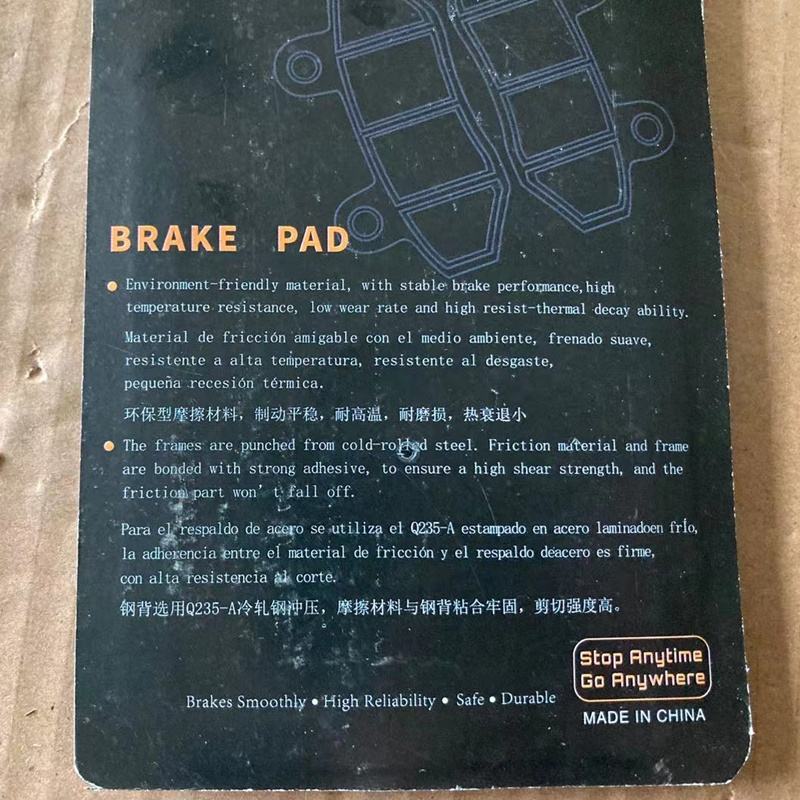 BRAKE PAD
Environment-friendly material, with stable brake performance,high
temperature resistance, low wear rate and high resist-thermal decay ability.
Material de fricción amigable con el medio ambiente, frenado suave,
resistente a alta temperatura, resistente al desgaste,
pequeña recesión térmica.
环保型摩擦材料，制动平稳，耐高温，耐磨损，热衰退小
The frames are punched from cold-rolled steel. Friction material and frame
are bonded with strong adhesive, to ensure a high shear strength, and the
friction part won't fall off.
Para el respaldo de acero se utiliza el Q235-A estampado en acero laminadoen frío,
la adherencia entre el material de fricción y el respaldo deacero es firme,
con alta resistencia al corte.
钢背选用Q235-A冷轧钢冲压，摩擦材料与钢背粘合牢固，剪切强度高。
Stop Anytime
Go Anywhere
Brakes Smoothly • High Reliability • Safe • Durable
MADE IN CHINA